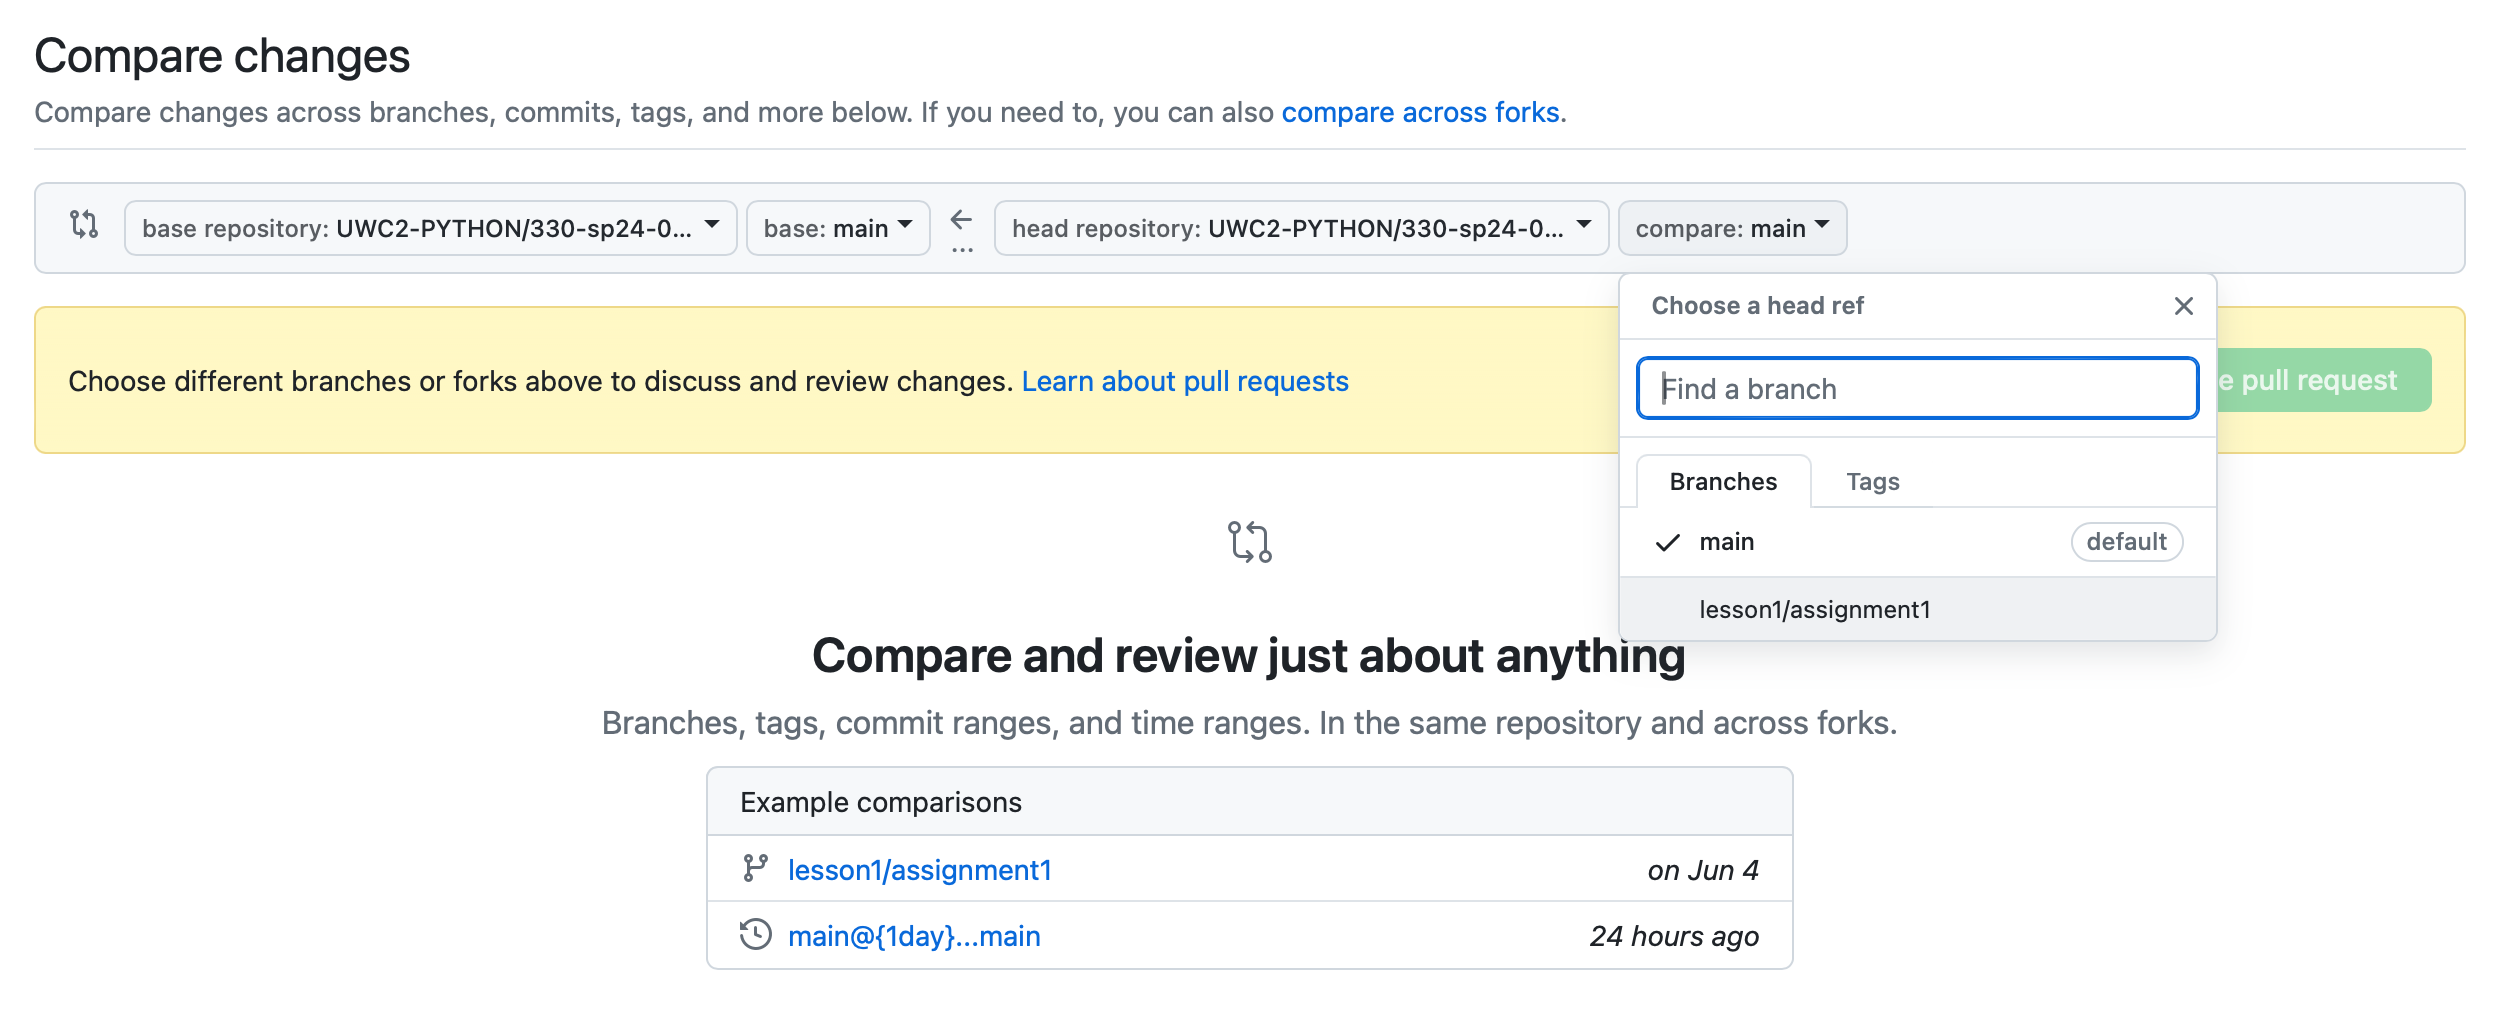 Compare changes
Compare changes across branches, commits, tags, and more below. If you need to, you can also compare across forks.
base repository: UWC2-PYTHON/330-sp24-0... base: main ... head repository: UWC2-PYTHON/330-sp24-0... compare: main
Choose a head ref
Choose different branches or forks above to discuss and review changes. Learn about pull requests
pull request
Find a branch
Branches Tags
main default
lesson1/assignment1
Compare and review just about anything
Branches, tags, commit ranges, and time ranges. In the same repository and across forks.
Example comparisons
lesson1/assignment1 on Jun 4
main@{1day}...main 24 hours ago